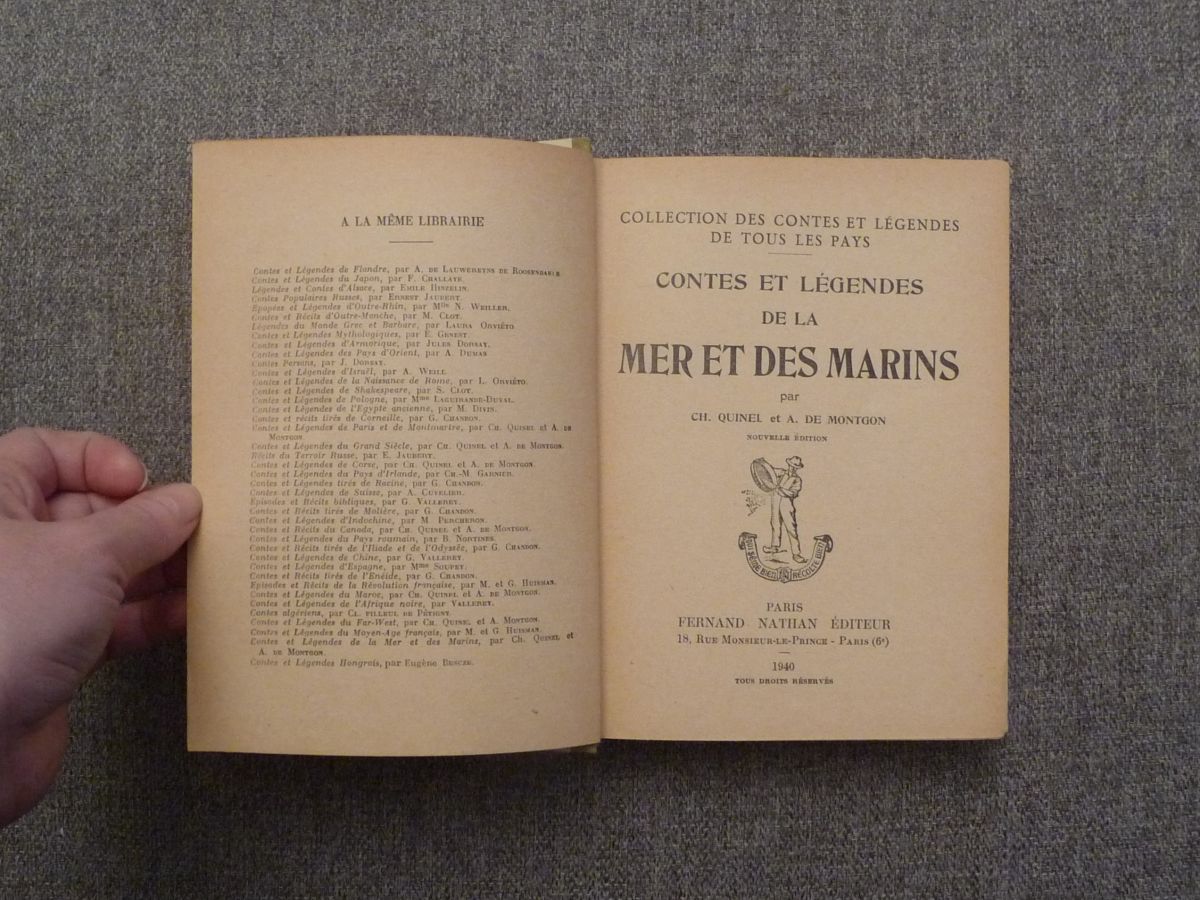 A LA MÊME LIBRAIRIE
Contes et Légendes de Flandre, par A. DE LAUWEREYNS DE ROOSENDAELE
Contes et Légendes du Japon, par F. CHALLAYE.
Légendes et Contes d'Alsace, par EMILE HINZELIN.
Contes Populaires Russes, par ERNEST JAUBERT.
Epopées et Légendes d'Outre-Rhin, par Mlle N. WEILLER.
Contes et Récits d'Outre-Manche, par M. CLOT.
Légendes du Monde Grec et Barbare, par LAURA ORVIÉTO
Contes et Légendes Mythologiques, par E. GENEST
Contes et Légendes d'Armorique, par JULES DORSAY.
Contes et Légendes des Pays d'Orient, par A. DUMAS
Contes Persans, par J. DORSAY.
Contes et Légendes d'Israël, par A. WEILL
Contes et Légendes de la Naissance de Rome, par L. ORVIÉTO.
Contes et Légendes de Shakespeare, par S. CLOT.
Contes et Légendes de Pologne, par Mme LAGUIRANDE-DUVAL.
Contes et Légendes de l'Egypte ancienne, par M. DIVIN.
Contes et récits tirés de Corneille, par G. CHANDON.
Contes et Légendes de Paris et de Montmartre, par CH. QUINEL et A. DE
MONTGON.
Contes et Légendes du Grand Siècle, par CH. QUINEL et A. DE MONTGON.
Récits du Terroir Russe, par E. JAUBERT.
Contes et Légendes de Corse, par CH. QUINEL et A. DE MONTGON.
Contes et Légendes du Pays d'Irlande, par CH.-M. GARNIER.
Contes et Légendes tirés de Racine, par G. CHANDON.
Contes et Légendes de Suisse, par A. CUVELIER.
Episodes et Récits bibliques, par G. VALLEREY.
Contes et Récits tirés de Molière, par G. CHANDON.
Contes et Légendes d'Indochine, par M PERCHERON.
Contes et Récits du Canada, par CH. QUINEL et A. DE MONTGON.
Contes et Légendes du Pays roumain, par B. NORTINES.
Contes et Récits tirés de l'Iliade et de l'Odyssée, par G. CHANDON.
Contes et Légendes de Chine, par G. VALLEREY.
Contes et Légendes d'Espagne, par Mme SOUPEY.
Contes et Récits tirés de l'Enéide, par G. CHANDON.
Episodes et Récits de la Révolution française, par M. et G. HUISMAN.
Contes et Légendes du Maroc, par CH. QUINEL et A. DE MONTGON.
Contes et Légendes de l'Afrique noire, par VALLEREY.
Contes algériens, par CL. FILLEUL DE PÉTIGNY.
Contes et Légendes du Far-West, par CH. QUINEL et A. MONTGON.
Contes et Légendes du Moyen-Age français, par M. et G HUISMAN.
Contes et Légendes de la Mer et des Marins, par CH. QUINEL et
A. DE MONTGON.
Contes et Légendes Hongrois, par Eugène BENCZE.
COLLECTION DES CONTES ET LÉGENDES
DE TOUS LES PAYS
CONTES ET LÉGENDES
DE LA
MER ET DES MARINS
par
CH. QUINEL et A. DE MONTGON
NOUVELLE ÉDITION
QUI SÈME BIEN RÉCOLTE BIEN
PARIS
FERNAND NATHAN ÉDITEUR
18, RUE MONSIEUR-LE-PRINCE - PARIS (6e)
1940
TOUS DROITS RÉSERVÉS